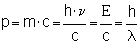 p = m · c = h · ν / c = E / c = h / λ